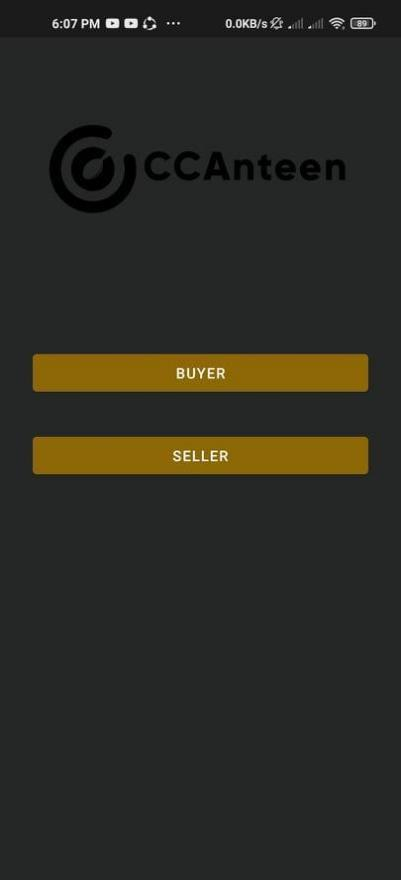 6:07 PM ... 0.0KB/s 89
CCAnteen
BUYER
SELLER